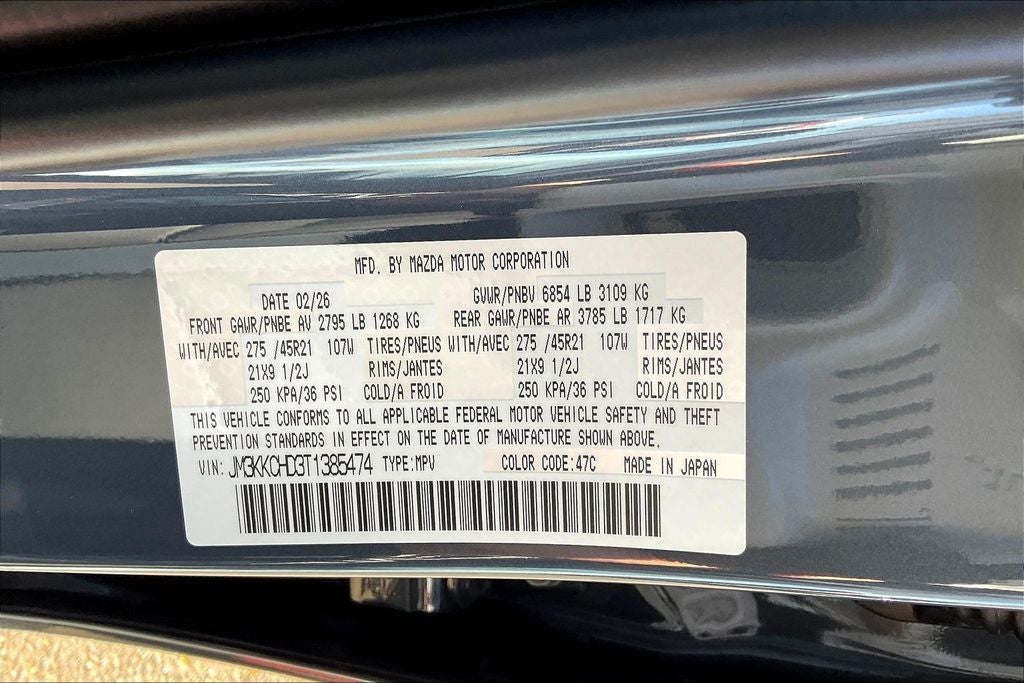 MFD. BY MAZDA MOTOR CORPORATION
DATE 02/26 GVWR/PNBV 6854 LB 3109 KG
FRONT GAWR/PNBE AV 2795 LB 1268 KG REAR GAWR/PNBE AR 3785 LB 1717 KG
WITH/AVEC 275 /45R21 107W TIRES/PNEUS WITH/AVEC 275 /45R21 107W TIRES/PNEUS
21X9 1/2J RIMS/JANTES 21X9 1/2J RIMS/JANTES
250 KPA/36 PSI COLD/A FROID 250 KPA/36 PSI COLD/A FROID
THIS VEHICLE CONFORMS TO ALL APPLICABLE FEDERAL MOTOR VEHICLE SAFETY AND THEFT
PREVENTION STANDARDS IN EFFECT ON THE DATE OF MANUFACTURE SHOWN ABOVE.
VIN: JM3KKCHD3T1385474 TYPE:MPV COLOR CODE:47C MADE IN JAPAN